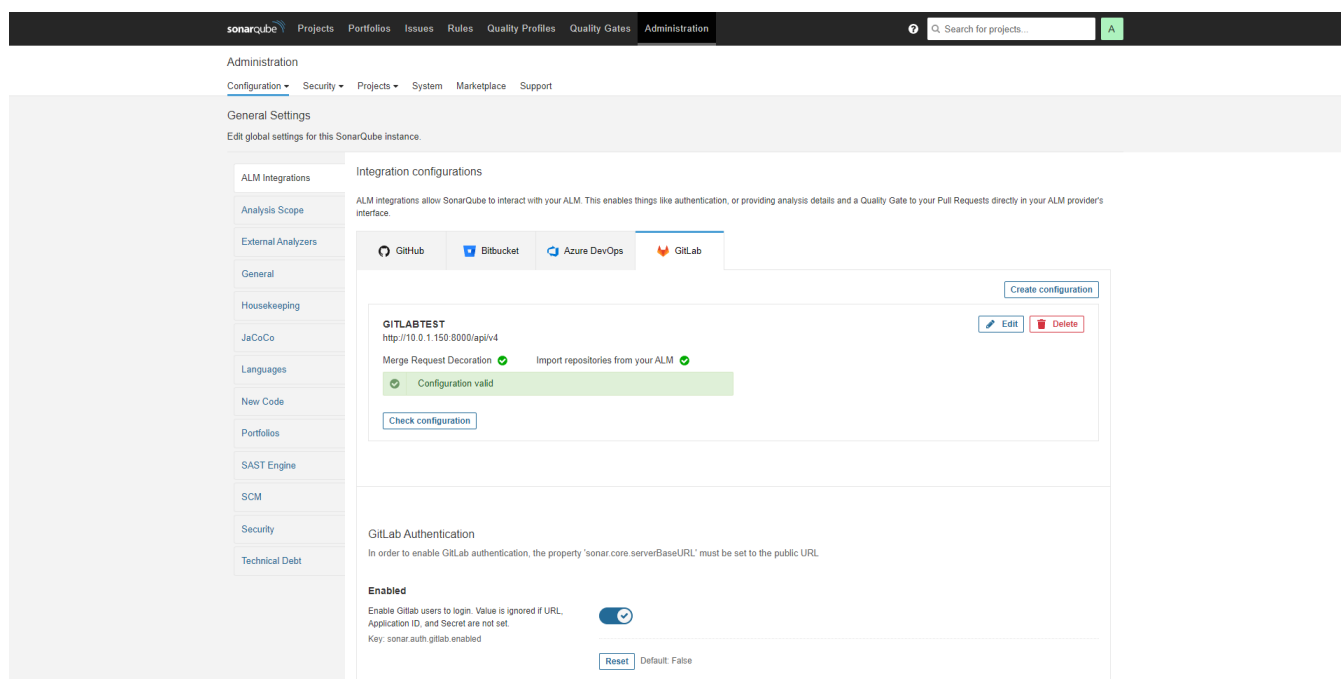 sonarqube Projects Portfolios Issues Rules Quality Profiles Quality Gates Administration Search for projects... A
Administration
Configuration Security Projects System Marketplace Support
General Settings
Edit global settings for this SonarQube instance.
ALM Integrations
Analysis Scope
External Analyzers
General
Housekeeping
JaCoCo
Languages
New Code
Portfolios
SAST Engine
SCM
Security
Technical Debt
Integration configurations
ALM integrations allow SonarQube to interact with your ALM. This enables things like authentication, or providing analysis details and a Quality Gate to your Pull Requests directly in your ALM provider's
interface.
GitHub Bitbucket Azure DevOps GitLab
Create configuration
GITLABTEST
Edit Delete
http://10.0.1.150:8000/api/v4
Merge Request Decoration Import repositories from your ALM
Configuration valid
Check configuration
GitLab Authentication
In order to enable GitLab authentication, the property 'sonar.core.serverBaseURL' must be set to the public URL
Enabled
Enable Gitlab users to login. Value is ignored if URL,
Application ID, and Secret are not set.
Key: sonar.auth.gitlab.enabled
Reset Default: False